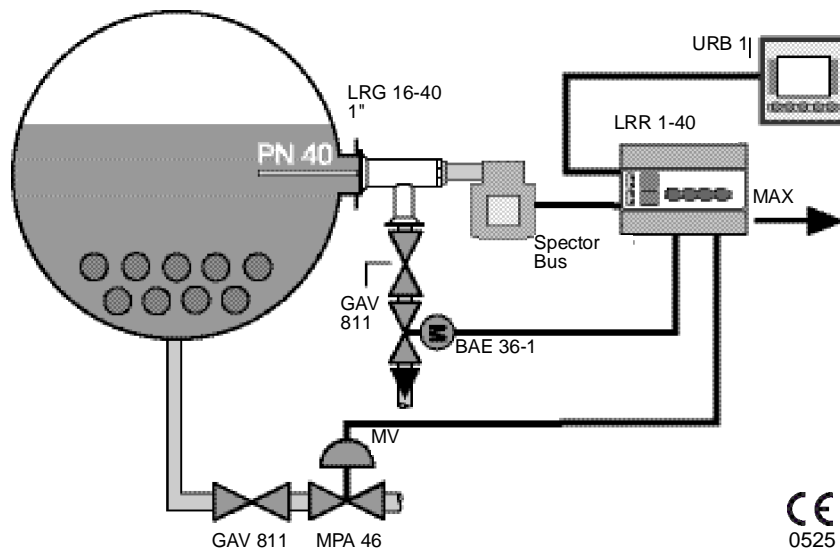 URB 1
LRG 16-40
1"
LRR 1-40
PN 40
MAX
Spector
Bus
GAV
811
M
BAE 36-1
MV
GAV 811
MPA 46
CE
0525